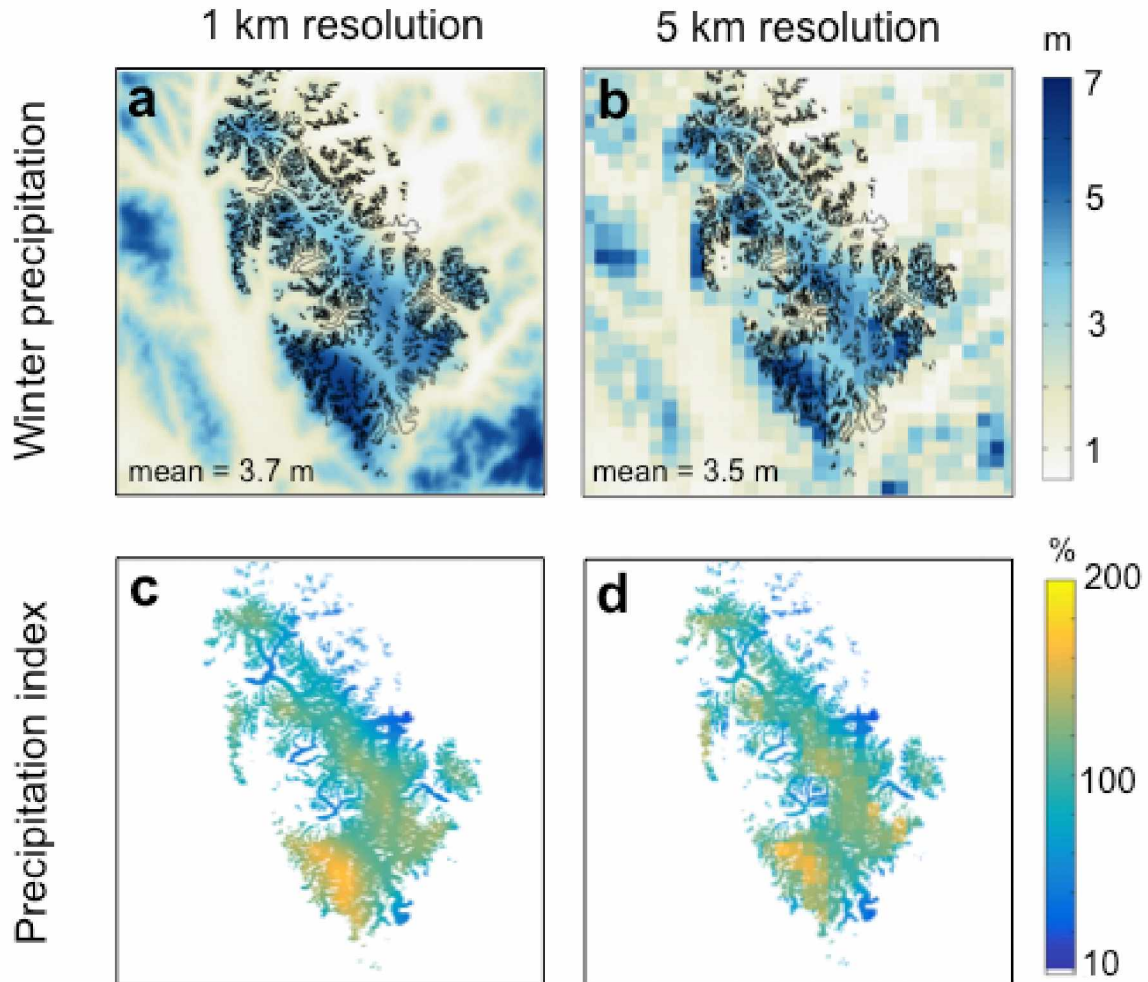 1 km resolution
5 km resolution
m
Winter precipitation
a
b
7
5
3
1
mean = 3.7 m
mean = 3.5 m
Precipitation index
c
d
%
200
100
10